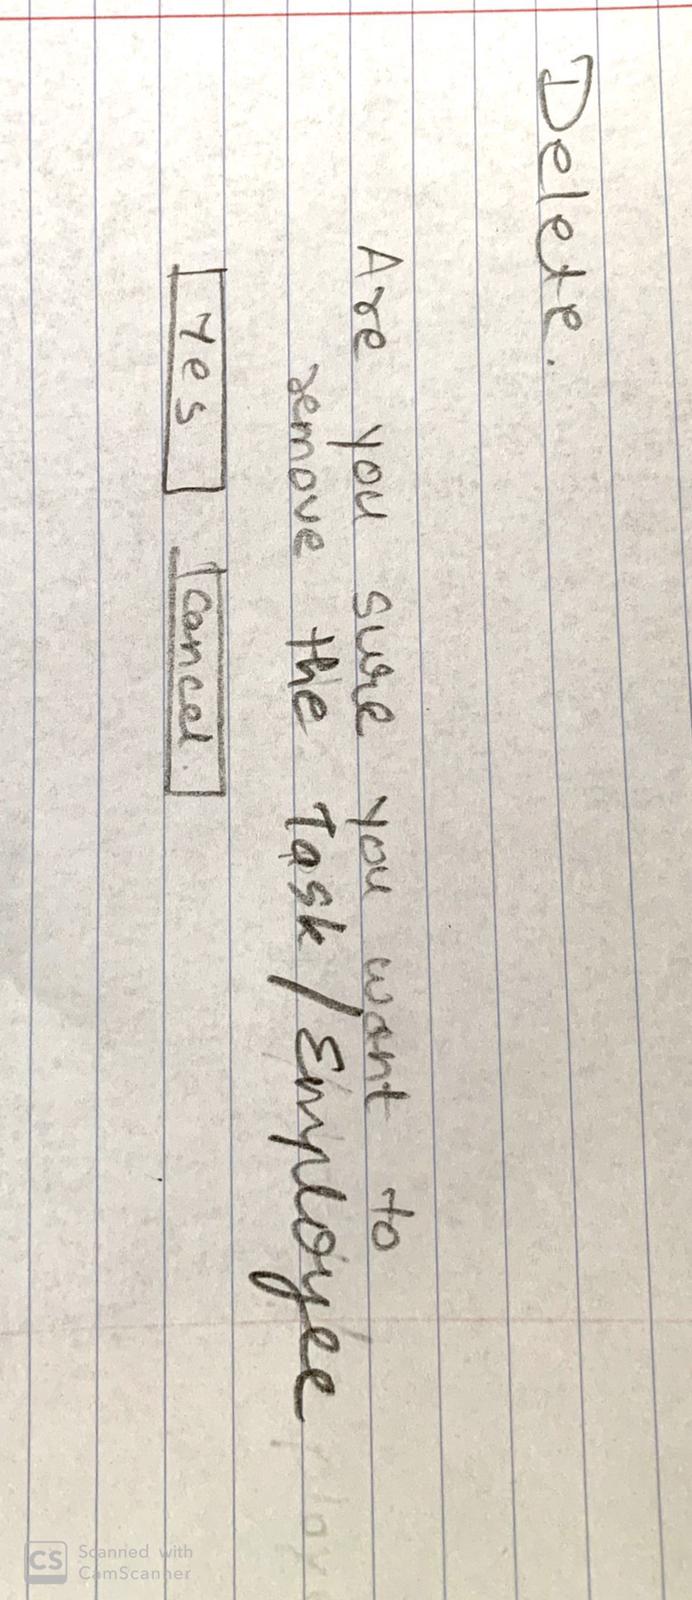 Delete.
Are you sure you want to
remove the Task/Employee
Yes Cancel.
CS Scanned with
CamScanner